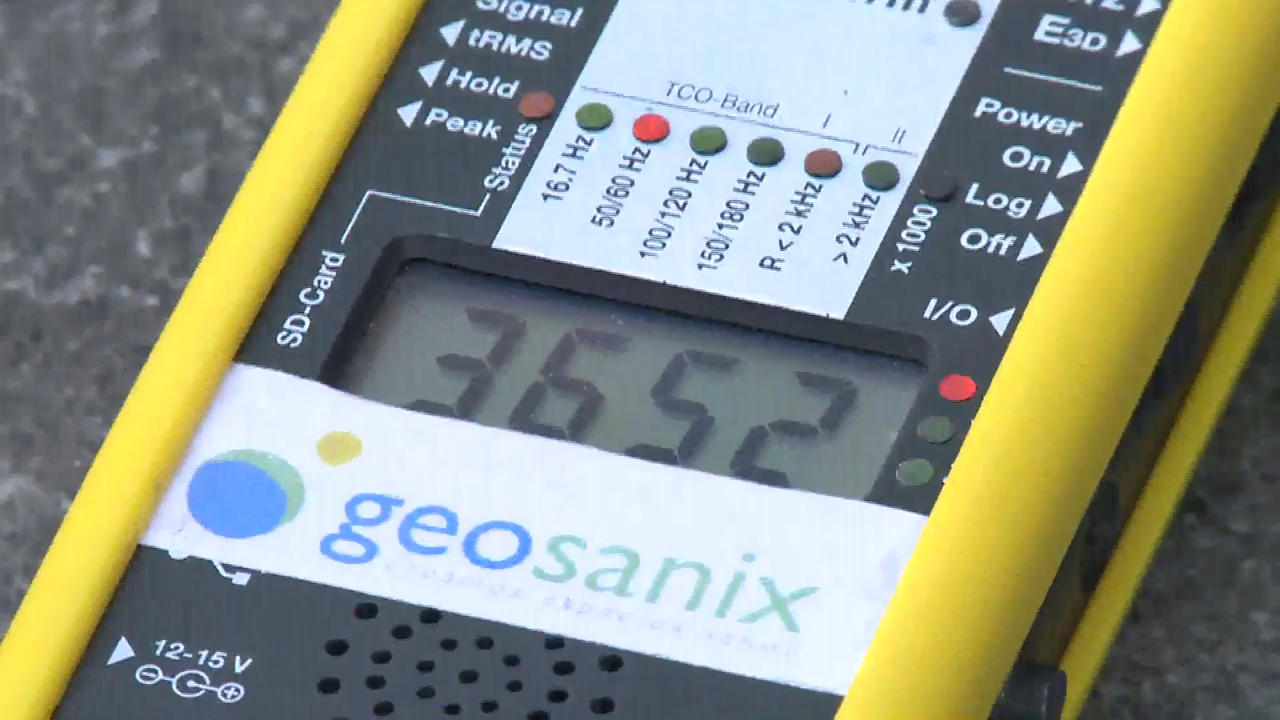 Signal
tRMS
Hold
Peak
Status
SD-Card
TCO-Band
I
II
16.7 Hz
50/60 Hz
100/120 Hz
150/180 Hz
R < 2 kHz
> 2 kHz
x 1000
E3D
Power
On
Log
Off
I/O
3652
geosanix
12-15 V